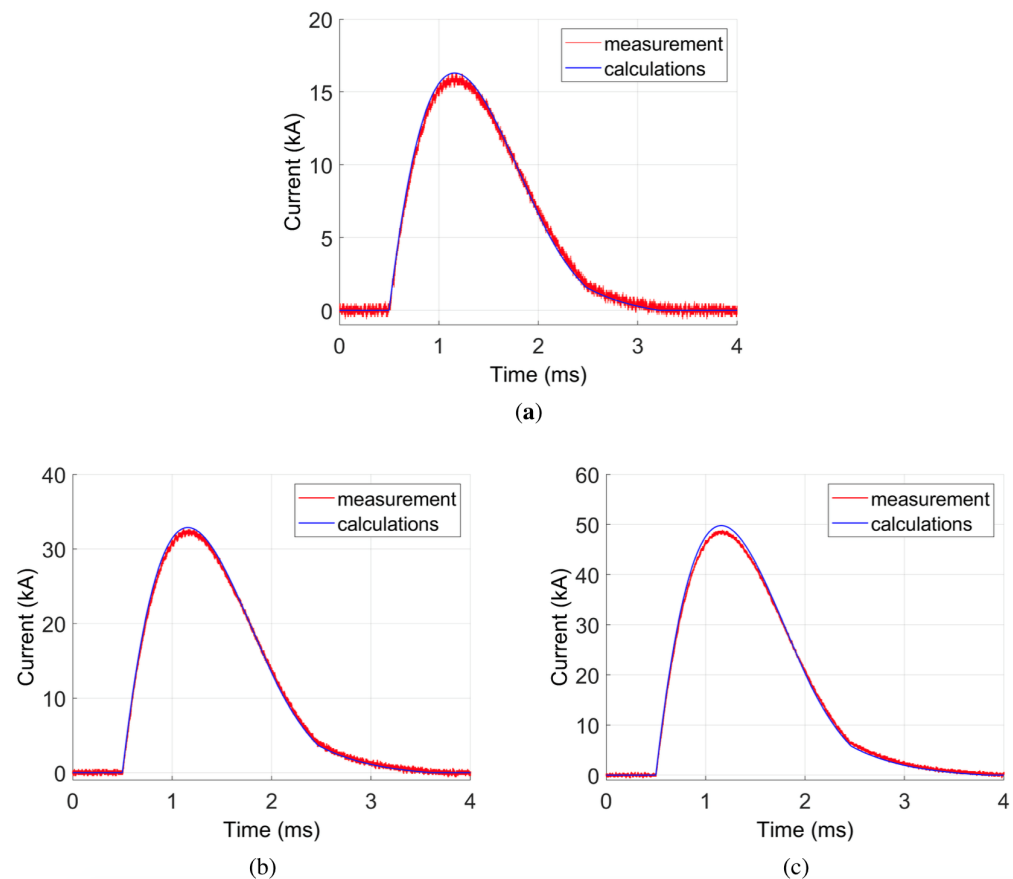 20
15
10
5
0
Current (kA)
measurement
calculations
0 1 2 3 4
Time (ms)
(a)
40
30
20
10
0
Current (kA)
measurement
calculations
0 1 2 3 4
Time (ms)
(b)
60
50
40
30
20
10
0
Current (kA)
measurement
calculations
0 1 2 3 4
Time (ms)
(c)